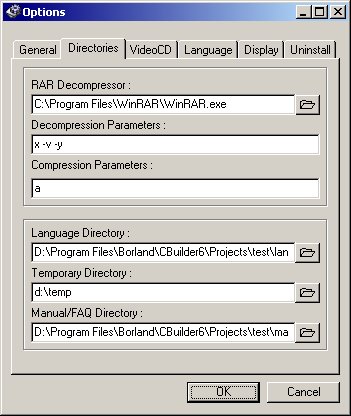 Options
General Directories VideoCD Language Display Uninstall
RAR Decompressor :
C:\Program Files\WinRAR\WinRAR.exe
Decompression Parameters :
x -v -y
Compression Parameters :
a
Language Directory :
D:\Program Files\Borland\CBuilder6\Projects\test\lan
Temporary Directory :
d:\temp
Manual/FAQ Directory :
D:\Program Files\Borland\CBuilder6\Projects\test\ma
OK Cancel